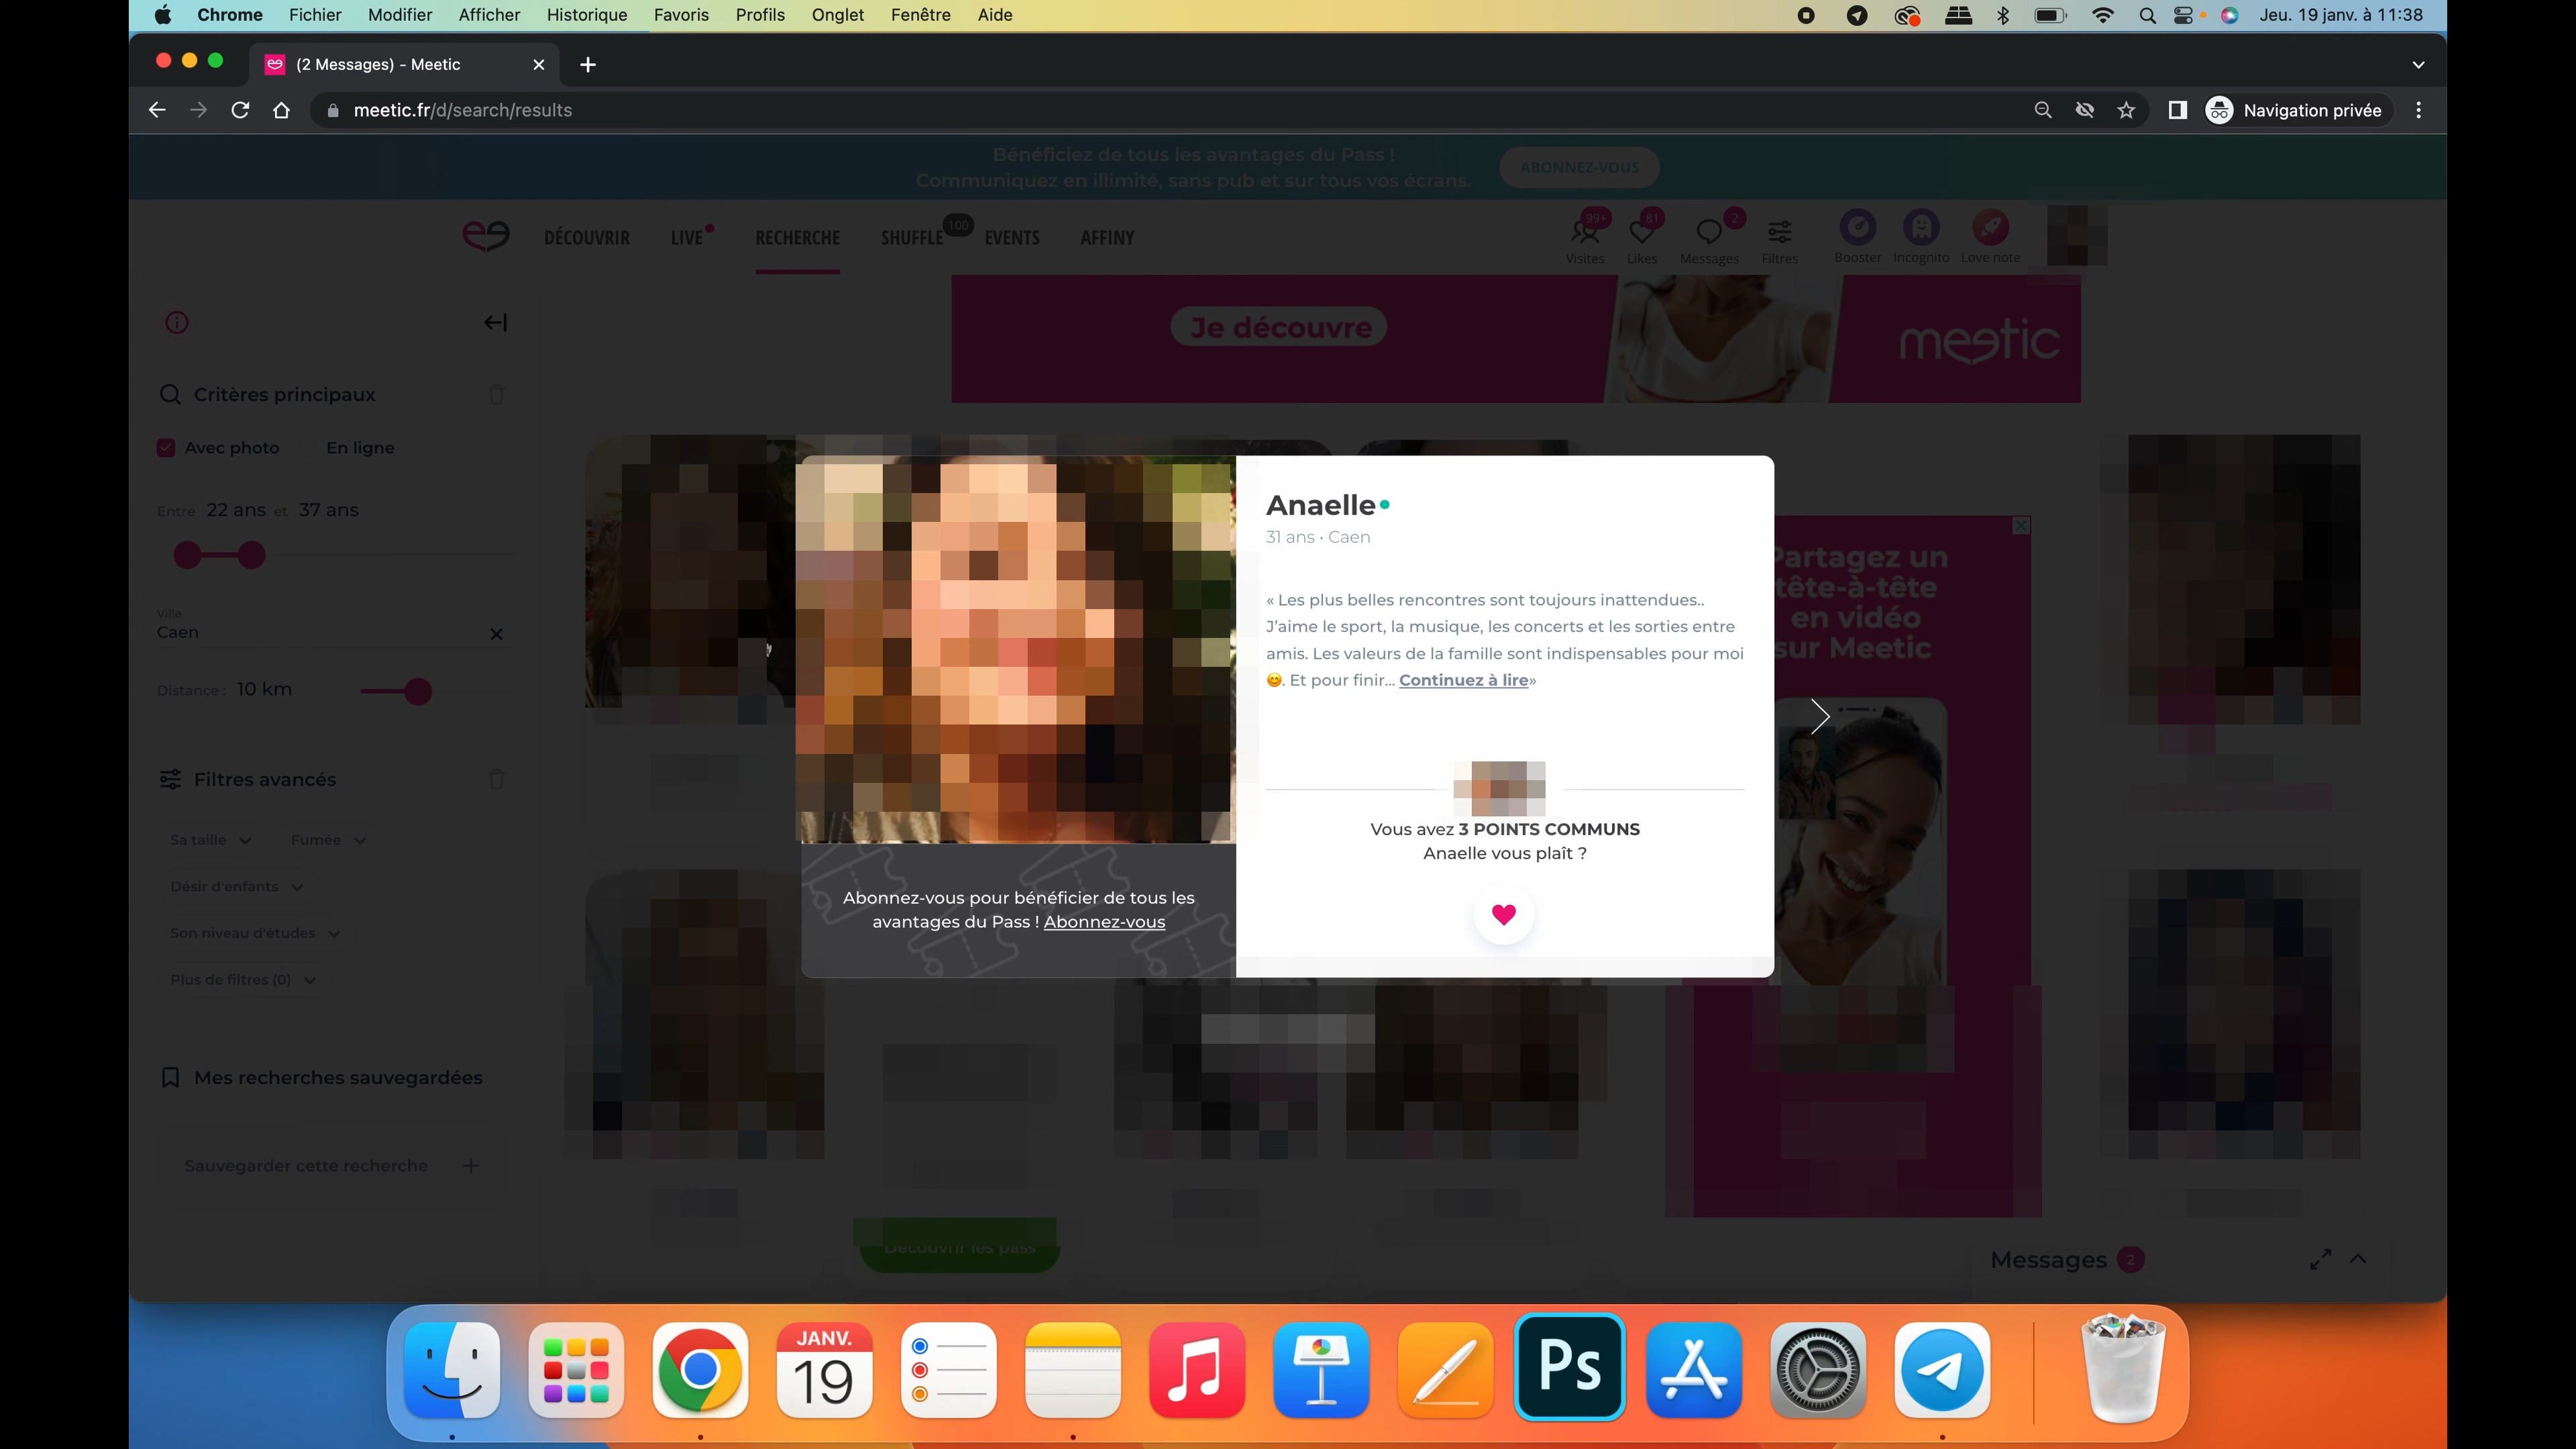 Chrome Fichier Modifier Afficher Historique Favoris Profils Onglet Fenêtre Aide
Jeu. 19 janv. à 11:38
(2 Messages) - Meetic
meetic.fr/d/search/results
Navigation privée
Bénéficiez de tous les avantages du Pass !
Communiquez en illimité, sans pub et sur tous vos écrans.
ABONNEZ-VOUS
DÉCOUVRIR LIVE RECHERCHE SHUFFLE 100 EVENTS AFFINY
99+ 81 2
Visites Likes Messages Filtres Booster Incognito Love note
Je découvre
meetic
Critères principaux
Avec photo En ligne
Entre 22 ans et 37 ans
Ville
Caen
Distance : 10 km
Filtres avancés
Sa taille Fumée
Désir d'enfants
Son niveau d'études
Plus de filtres (0)
Mes recherches sauvegardées
Sauvegarder cette recherche +
Anaelle
31 ans • Caen
« Les plus belles rencontres sont toujours inattendues..
J'aime le sport, la musique, les concerts et les sorties entre
amis. Les valeurs de la famille sont indispensables pour moi
😊. Et pour finir... Continuez à lire»
Vous avez 3 POINTS COMMUNS
Anaelle vous plaît ?
Abonnez-vous pour bénéficier de tous les
avantages du Pass ! Abonnez-vous
Partagez un
tête-à-tête
en vidéo
sur Meetic
Découvrir les pass
Messages 2
JANV.
19
Ps